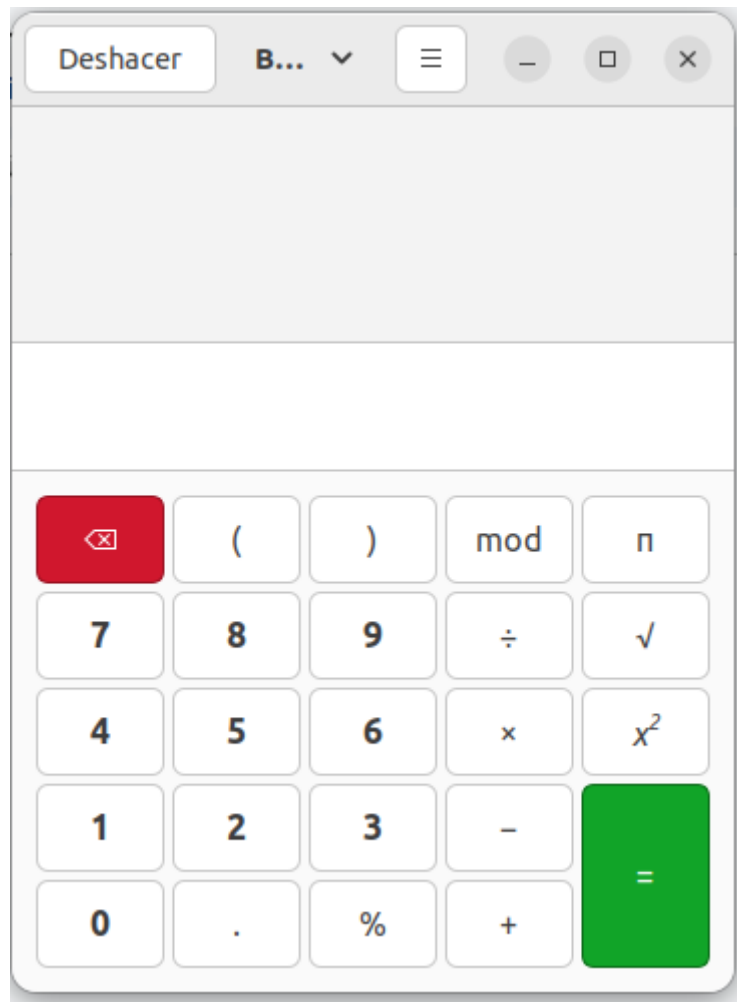 Deshacer B...
( ) mod π
7 8 9 ÷ √
4 5 6 × x²
1 2 3 −
=
0 . % +